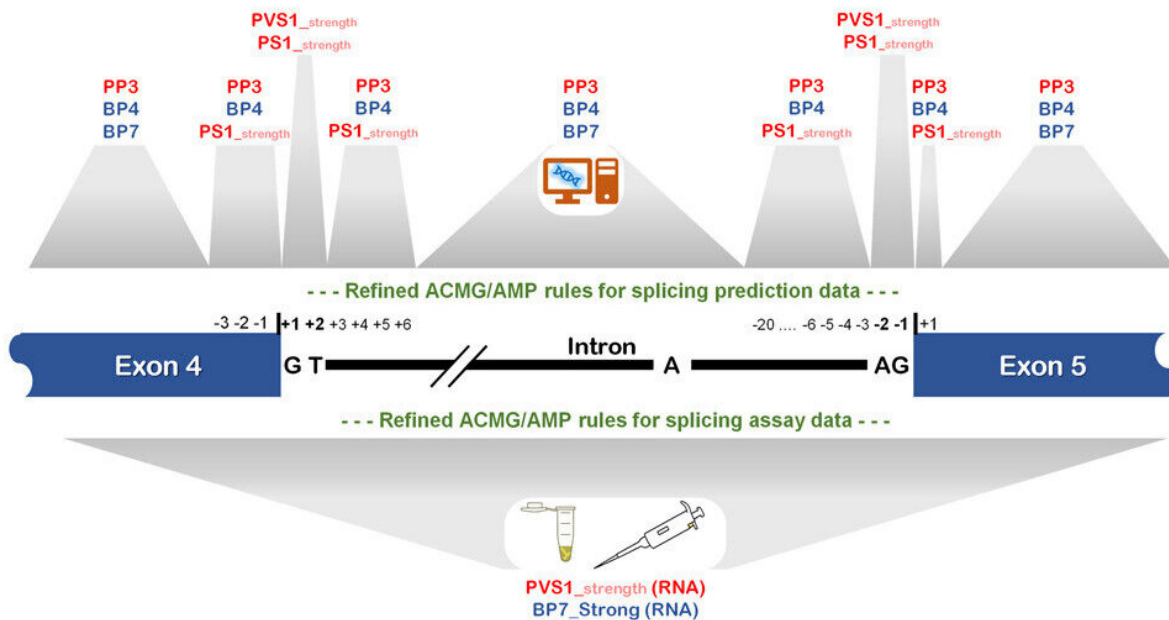 PVS1_strength
PS1_strength
PVS1_strength
PS1_strength
PP3
BP4
BP7
PP3
BP4
PS1_strength
PP3
BP4
PS1_strength
PP3
BP4
BP7
PP3
BP4
PS1_strength
PP3
BP4
PS1_strength
PP3
BP4
BP7
- - - Refined ACMG/AMP rules for splicing prediction data - - -
-3 -2 -1 +1 +2 +3 +4 +5 +6 -20 .... -6 -5 -4 -3 -2 -1 +1
Exon 4 G T Intron A AG Exon 5
- - - Refined ACMG/AMP rules for splicing assay data - - -
PVS1_strength (RNA)
BP7_Strong (RNA)